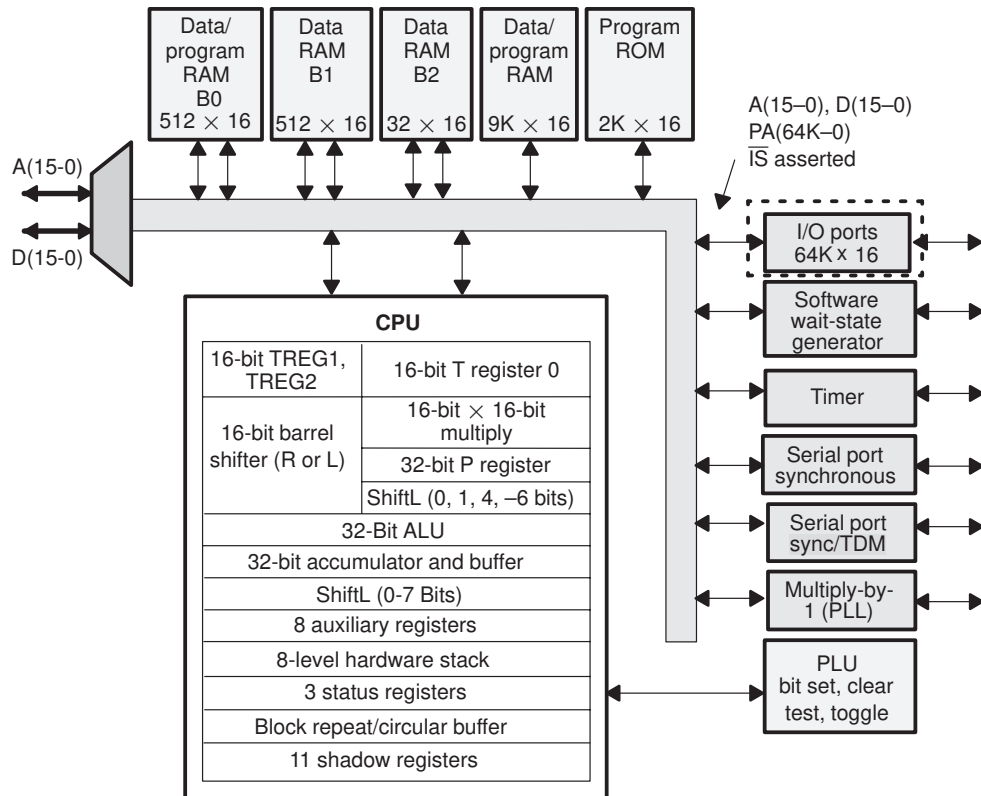 Data/
program
RAM
B0
512 × 16
Data
RAM
B1
512 × 16
Data
RAM
B2
32 × 16
Data/
program
RAM
9K × 16
Program
ROM
2K × 16
A(15–0), D(15–0)
PA(64K–0)
IS asserted
A(15-0)
D(15-0)
I/O ports
64K x 16
Software
wait-state
generator
Timer
Serial port
synchronous
Serial port
sync/TDM
Multiply-by-
1 (PLL)
PLU
bit set, clear
test, toggle
CPU
16-bit TREG1,
TREG2
16-bit T register 0
16-bit barrel
shifter (R or L)
16-bit × 16-bit
multiply
32-bit P register
ShiftL (0, 1, 4, –6 bits)
32-Bit ALU
32-bit accumulator and buffer
ShiftL (0-7 Bits)
8 auxiliary registers
8-level hardware stack
3 status registers
Block repeat/circular buffer
11 shadow registers